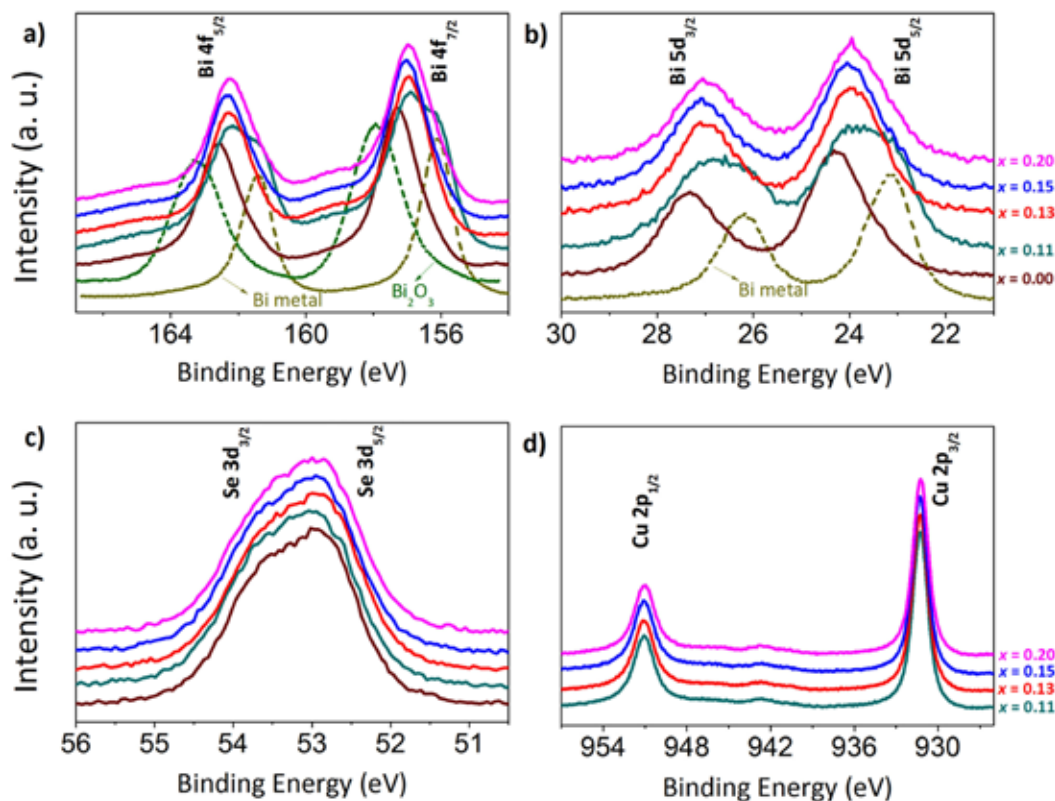 a)
Bi 4f5/2
Bi 4f7/2
Bi metal
Bi2O3
164
160
156
Binding Energy (eV)
Intensity (a. u.)
b)
Bi 5d3/2
Bi 5d5/2
Bi metal
x = 0.20
x = 0.15
x = 0.13
x = 0.11
x = 0.00
30
28
26
24
22
Binding Energy (eV)
c)
Se 3d3/2
Se 3d5/2
56
55
54
53
52
51
Binding Energy (eV)
Intensity (a. u.)
d)
Cu 2p1/2
Cu 2p3/2
x = 0.20
x = 0.15
x = 0.13
x = 0.11
954
948
942
936
930
Binding Energy (eV)